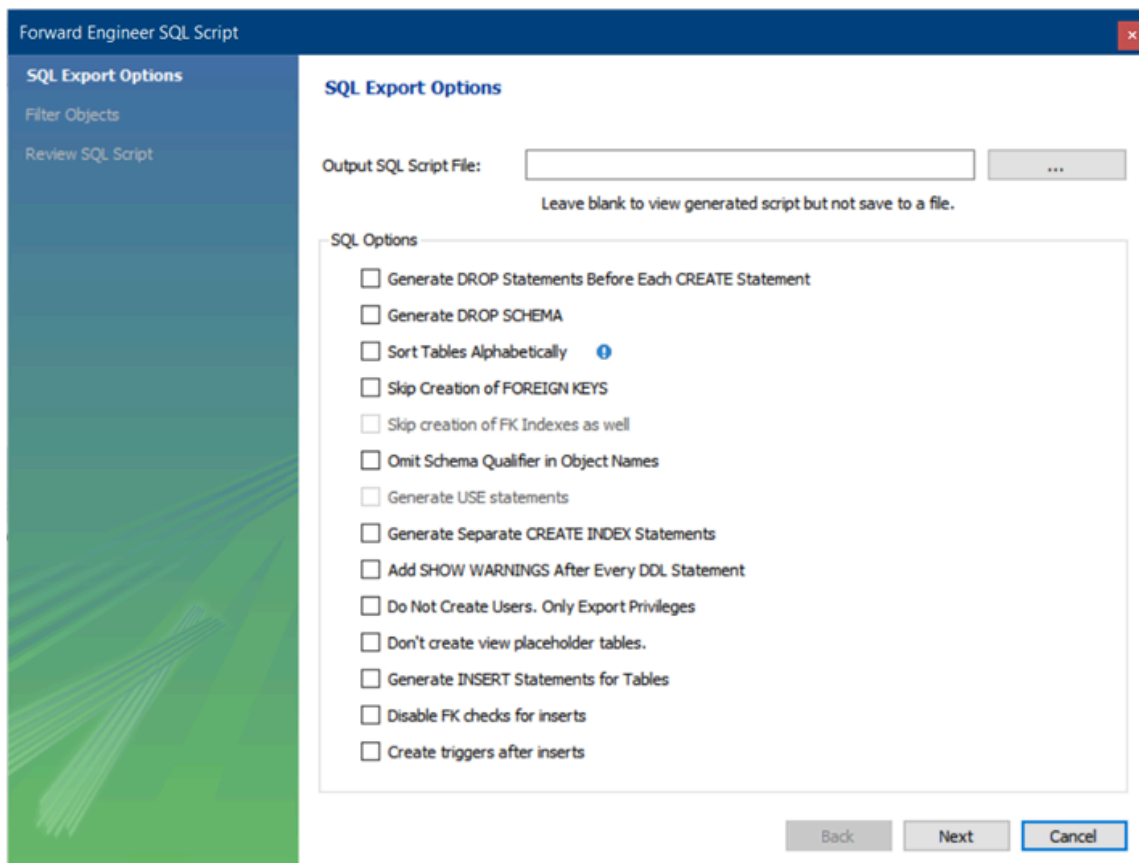 Forward Engineer SQL Script
SQL Export Options
Filter Objects
Review SQL Script
SQL Export Options
Output SQL Script File:
...
Leave blank to view generated script but not save to a file.
SQL Options
Generate DROP Statements Before Each CREATE Statement
Generate DROP SCHEMA
Sort Tables Alphabetically
Skip Creation of FOREIGN KEYS
Skip creation of FK Indexes as well
Omit Schema Qualifier in Object Names
Generate USE statements
Generate Separate CREATE INDEX Statements
Add SHOW WARNINGS After Every DDL Statement
Do Not Create Users. Only Export Privileges
Don't create view placeholder tables.
Generate INSERT Statements for Tables
Disable FK checks for inserts
Create triggers after inserts
Back Next Cancel